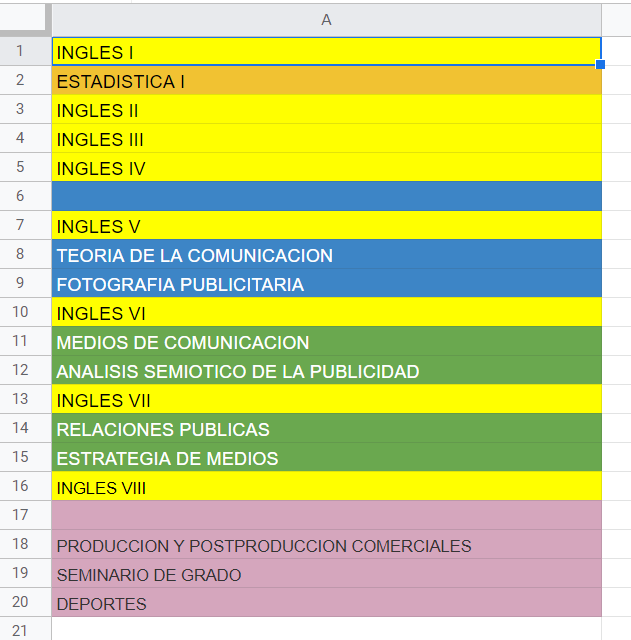 A
1 INGLES I
2 ESTADISTICA I
3 INGLES II
4 INGLES III
5 INGLES IV
6
7 INGLES V
8 TEORIA DE LA COMUNICACION
9 FOTOGRAFIA PUBLICITARIA
10 INGLES VI
11 MEDIOS DE COMUNICACION
12 ANALISIS SEMIOTICO DE LA PUBLICIDAD
13 INGLES VII
14 RELACIONES PUBLICAS
15 ESTRATEGIA DE MEDIOS
16 INGLES VIII
17
18 PRODUCCION Y POSTPRODUCCION COMERCIALES
19 SEMINARIO DE GRADO
20 DEPORTES
21